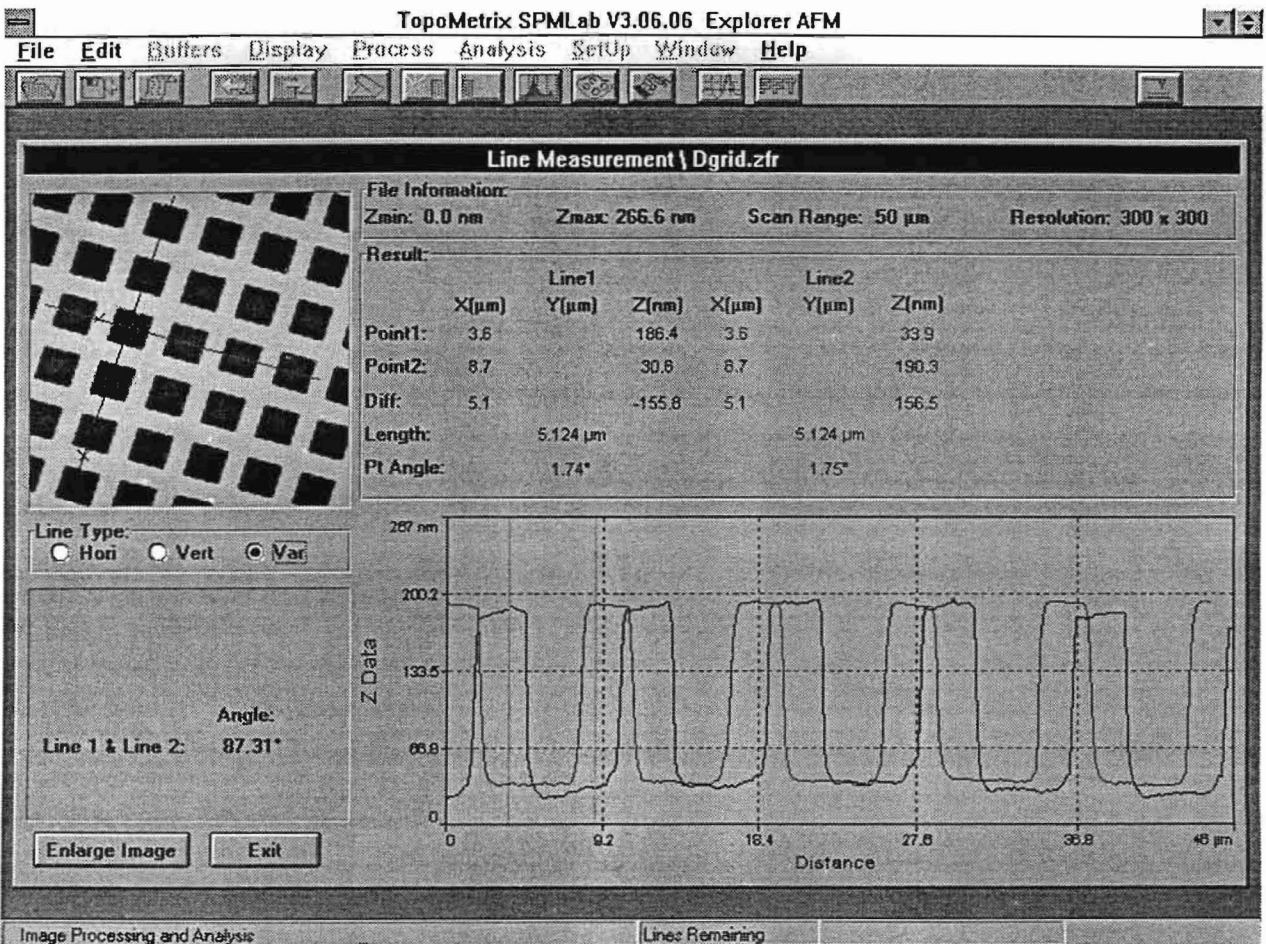 TopoMetrix SPMLab V3.06.06 Explorer AFM
File Edit Buffers Display Process Analysis SetUp Window Help
FFT
Line Measurement \ Dgrid.zfr
File Information:
Zmin: 0.0 nm Zmax: 266.6 nm Scan Range: 50 µm Resolution: 300 x 300
Result:
Line1 Line2
X[µm] Y[µm] Z[nm] X[µm] Y[µm] Z[nm]
Point1: 3.6 186.4 3.6 33.9
Point2: 8.7 30.6 8.7 190.3
Diff: 5.1 -155.8 5.1 156.5
Length: 5.124 µm 5.124 µm
Pt Angle: 1.74° 1.75°
Line Type:
Hori Vert Var
Angle:
Line 1 & Line 2: 87.31°
Enlarge Image Exit
267 nm
200.2
133.5
66.8
0
Z Data
0 9.2 18.4 27.6 36.8 46 µm
Distance
Image Processing and Analysis Lines Remaining